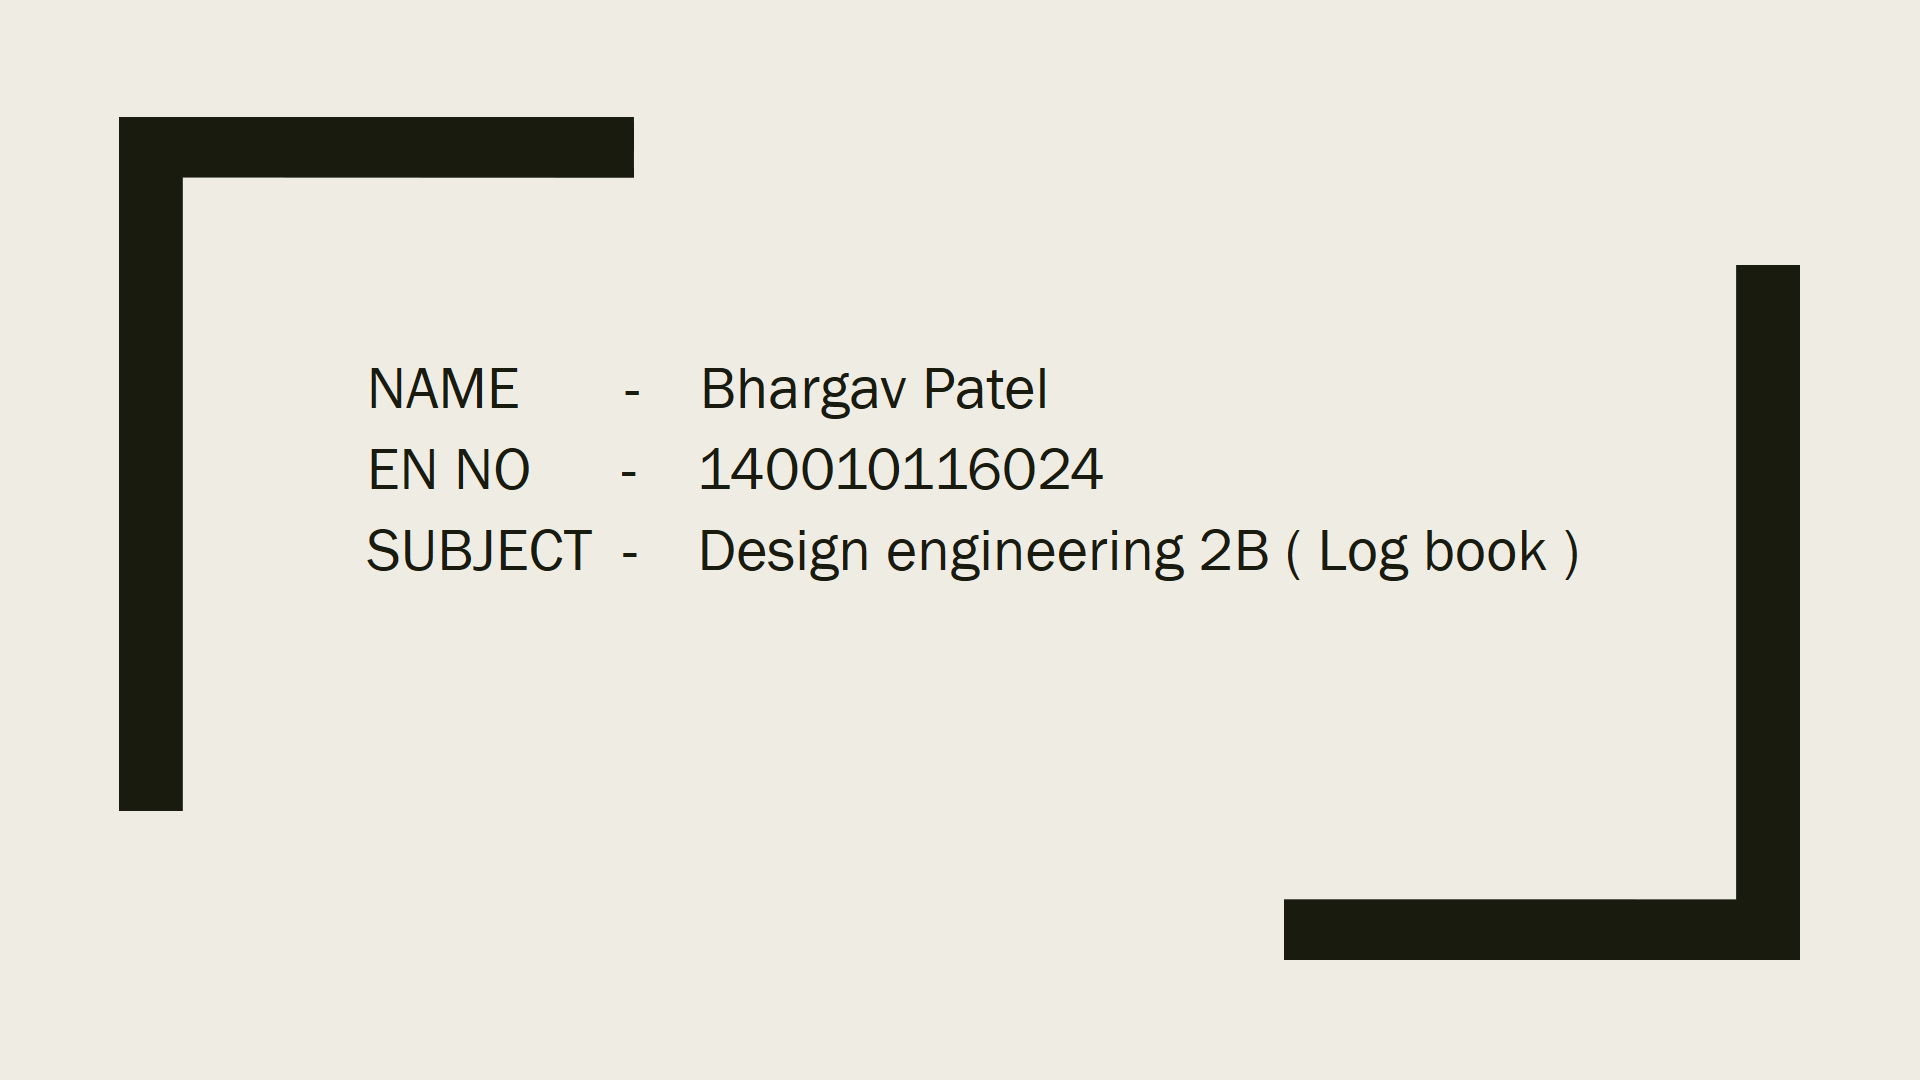 NAME - Bhargav Patel
EN NO - 140010116024
SUBJECT - Design engineering 2B ( Log book )